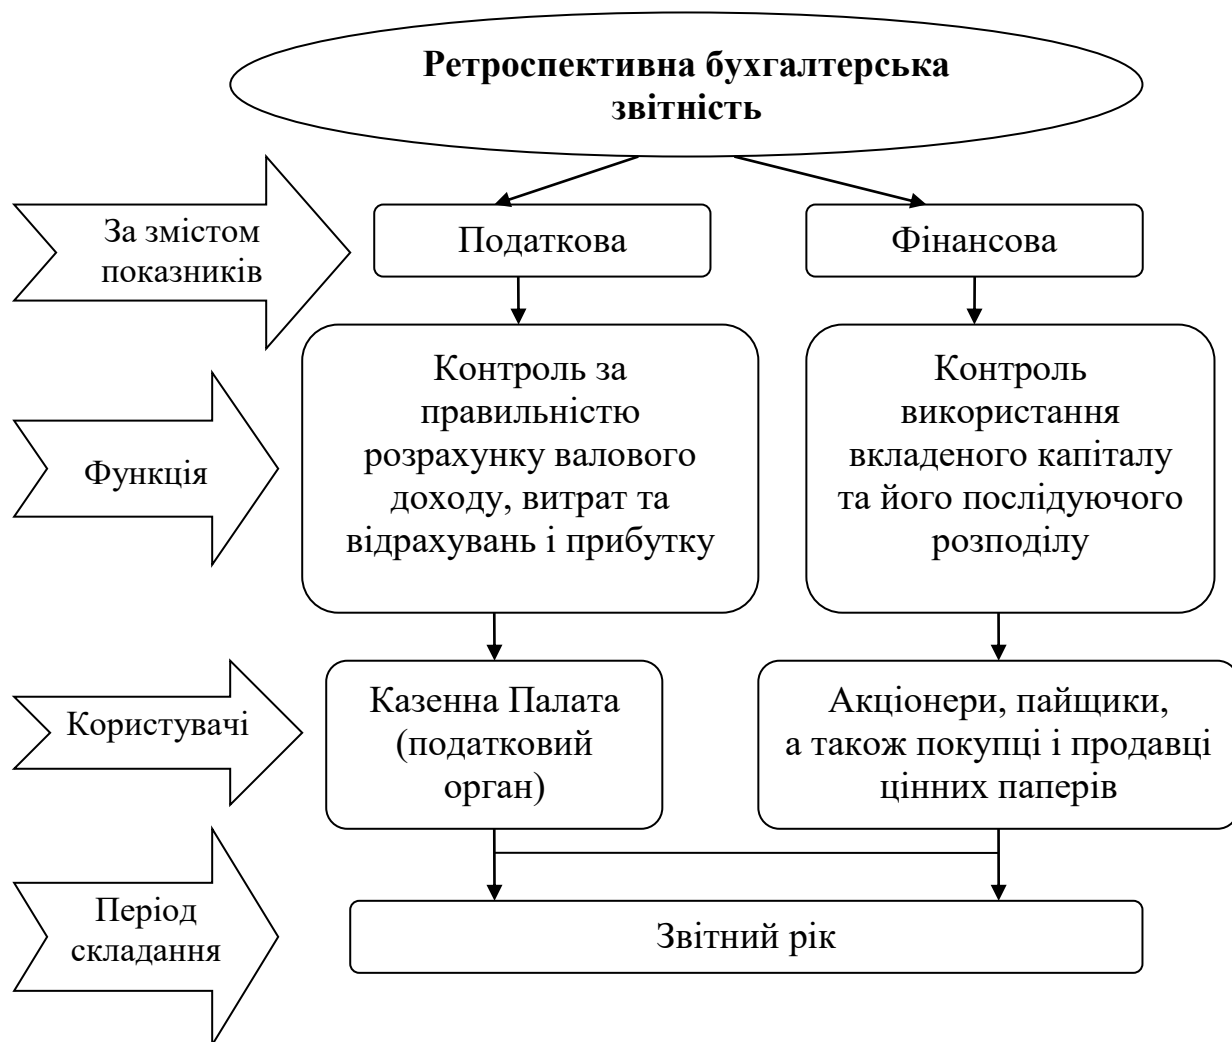 Ретроспективна бухгалтерська
звітність
За змістом
показників
Податкова
Фінансова
Функція
Контроль за
правильністю
розрахунку валового
доходу, витрат та
відрахувань і прибутку
Контроль
використання
вкладеного капіталу
та його послідуючого
розподілу
Користувачі
Казенна Палата
(податковий
орган)
Акціонери, пайщики,
а також покупці і продавці
цінних паперів
Період
складання
Звітний рік